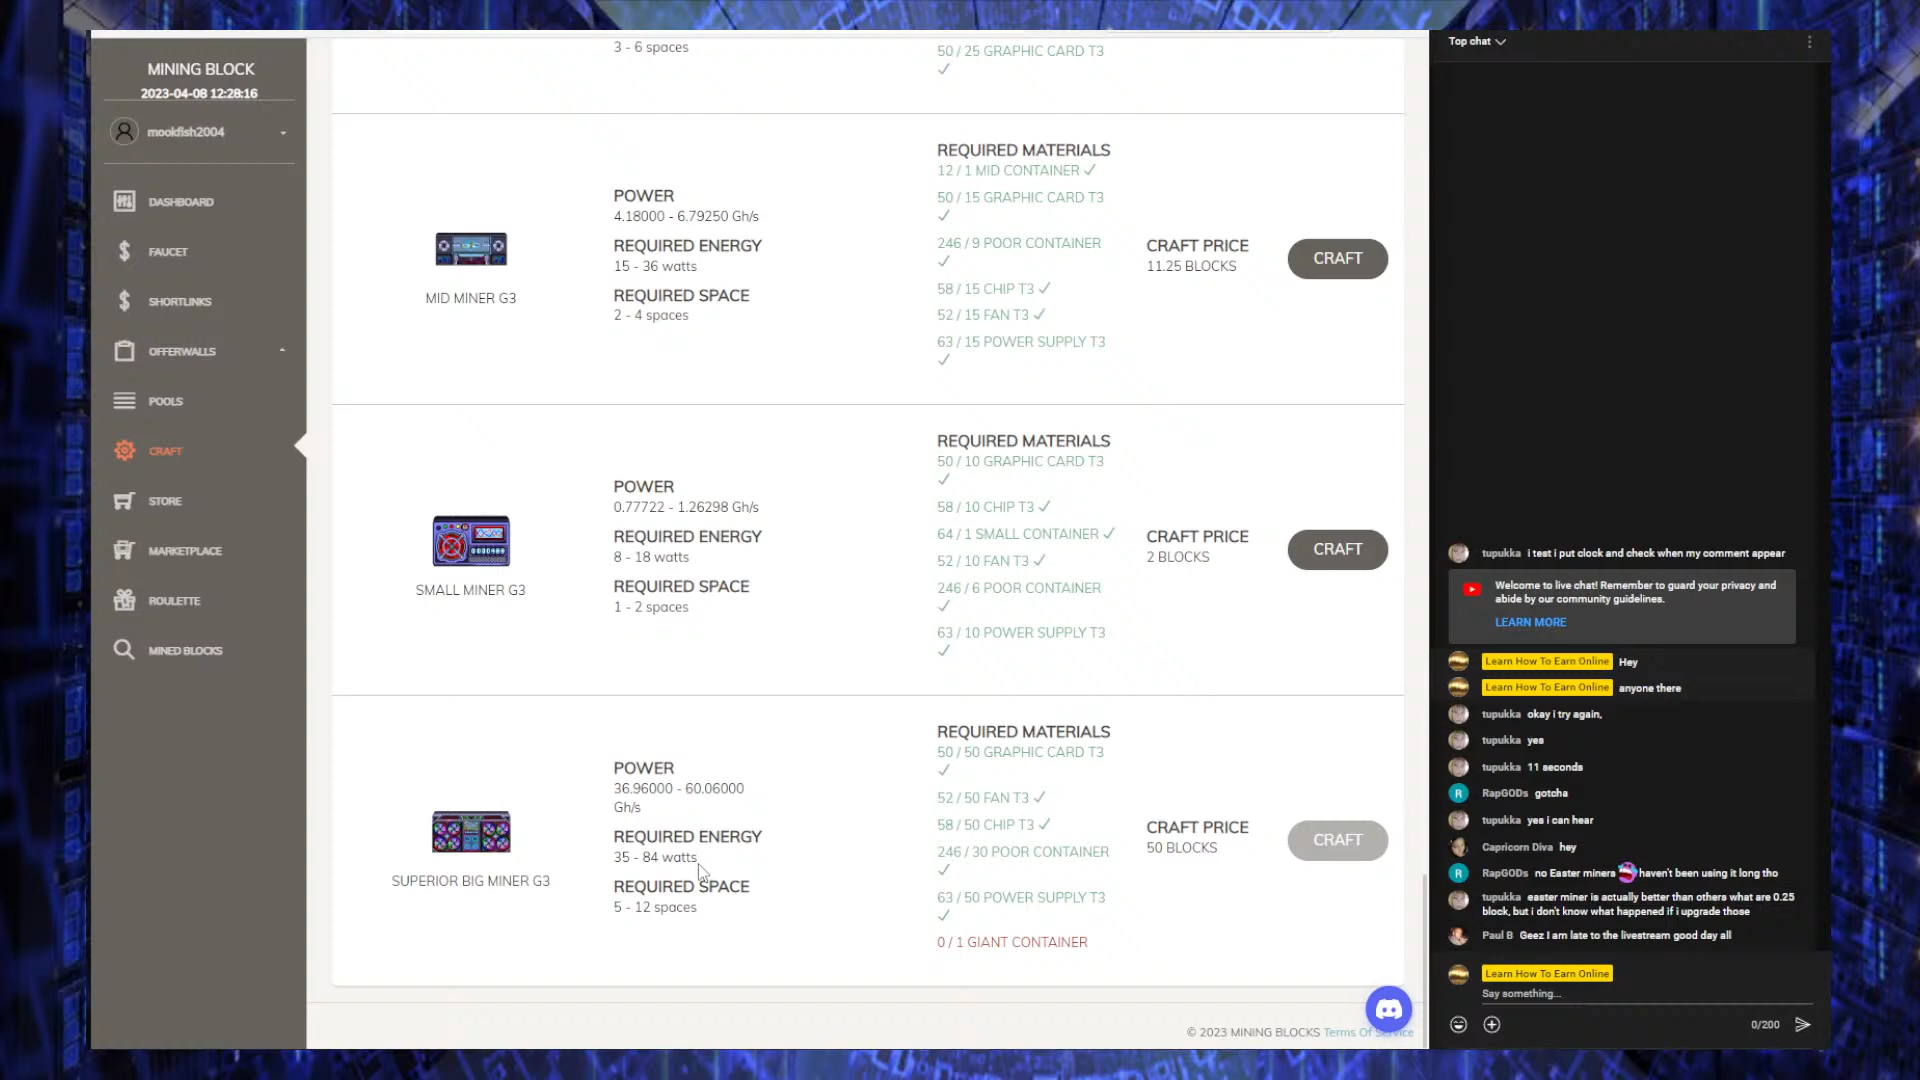 MINING BLOCK
2023-04-08 12:28:16
mookfish2004
DASHBOARD
FAUCET
SHORTLINKS
OFFERWALLS
POOLS
CRAFT
STORE
MARKETPLACE
ROULETTE
MINED BLOCKS
3 - 6 spaces
50 / 25 GRAPHIC CARD T3
✓
MID MINER G3
POWER
4.18000 - 6.79250 Gh/s
REQUIRED ENERGY
15 - 36 watts
REQUIRED SPACE
2 - 4 spaces
REQUIRED MATERIALS
12 / 1 MID CONTAINER ✓
50 / 15 GRAPHIC CARD T3
✓
246 / 9 POOR CONTAINER
✓
58 / 15 CHIP T3 ✓
52 / 15 FAN T3 ✓
63 / 15 POWER SUPPLY T3
✓
CRAFT PRICE
11.25 BLOCKS
CRAFT
SMALL MINER G3
POWER
0.77722 - 1.26298 Gh/s
REQUIRED ENERGY
8 - 18 watts
REQUIRED SPACE
1 - 2 spaces
REQUIRED MATERIALS
50 / 10 GRAPHIC CARD T3
✓
58 / 10 CHIP T3 ✓
64 / 1 SMALL CONTAINER ✓
52 / 10 FAN T3 ✓
246 / 6 POOR CONTAINER
✓
63 / 10 POWER SUPPLY T3
✓
CRAFT PRICE
2 BLOCKS
CRAFT
SUPERIOR BIG MINER G3
POWER
36.96000 - 60.06000
Gh/s
REQUIRED ENERGY
35 - 84 watts
REQUIRED SPACE
5 - 12 spaces
REQUIRED MATERIALS
50 / 50 GRAPHIC CARD T3
✓
52 / 50 FAN T3 ✓
58 / 50 CHIP T3 ✓
246 / 30 POOR CONTAINER
✓
63 / 50 POWER SUPPLY T3
✓
0 / 1 GIANT CONTAINER
CRAFT PRICE
50 BLOCKS
CRAFT
© 2023 MINING BLOCKS Terms Of Service
Top chat
tupukka i test i put clock and check when my comment appear
Welcome to live chat! Remember to guard your privacy and
abide by our community guidelines.
LEARN MORE
Learn How To Earn Online Hey
Learn How To Earn Online anyone there
tupukka okay i try again,
tupukka yes
tupukka 11 seconds
R RapGODs gotcha
tupukka yes i can hear
Capricorn Diva hey
R RapGODs no Easter miners haven't been using it long tho
tupukka easter miner is actually better than others what are 0.25
block, but i don't know what happened if i upgrade those
Paul B Geez I am late to the livestream good day all
Learn How To Earn Online
Say something...
0/200